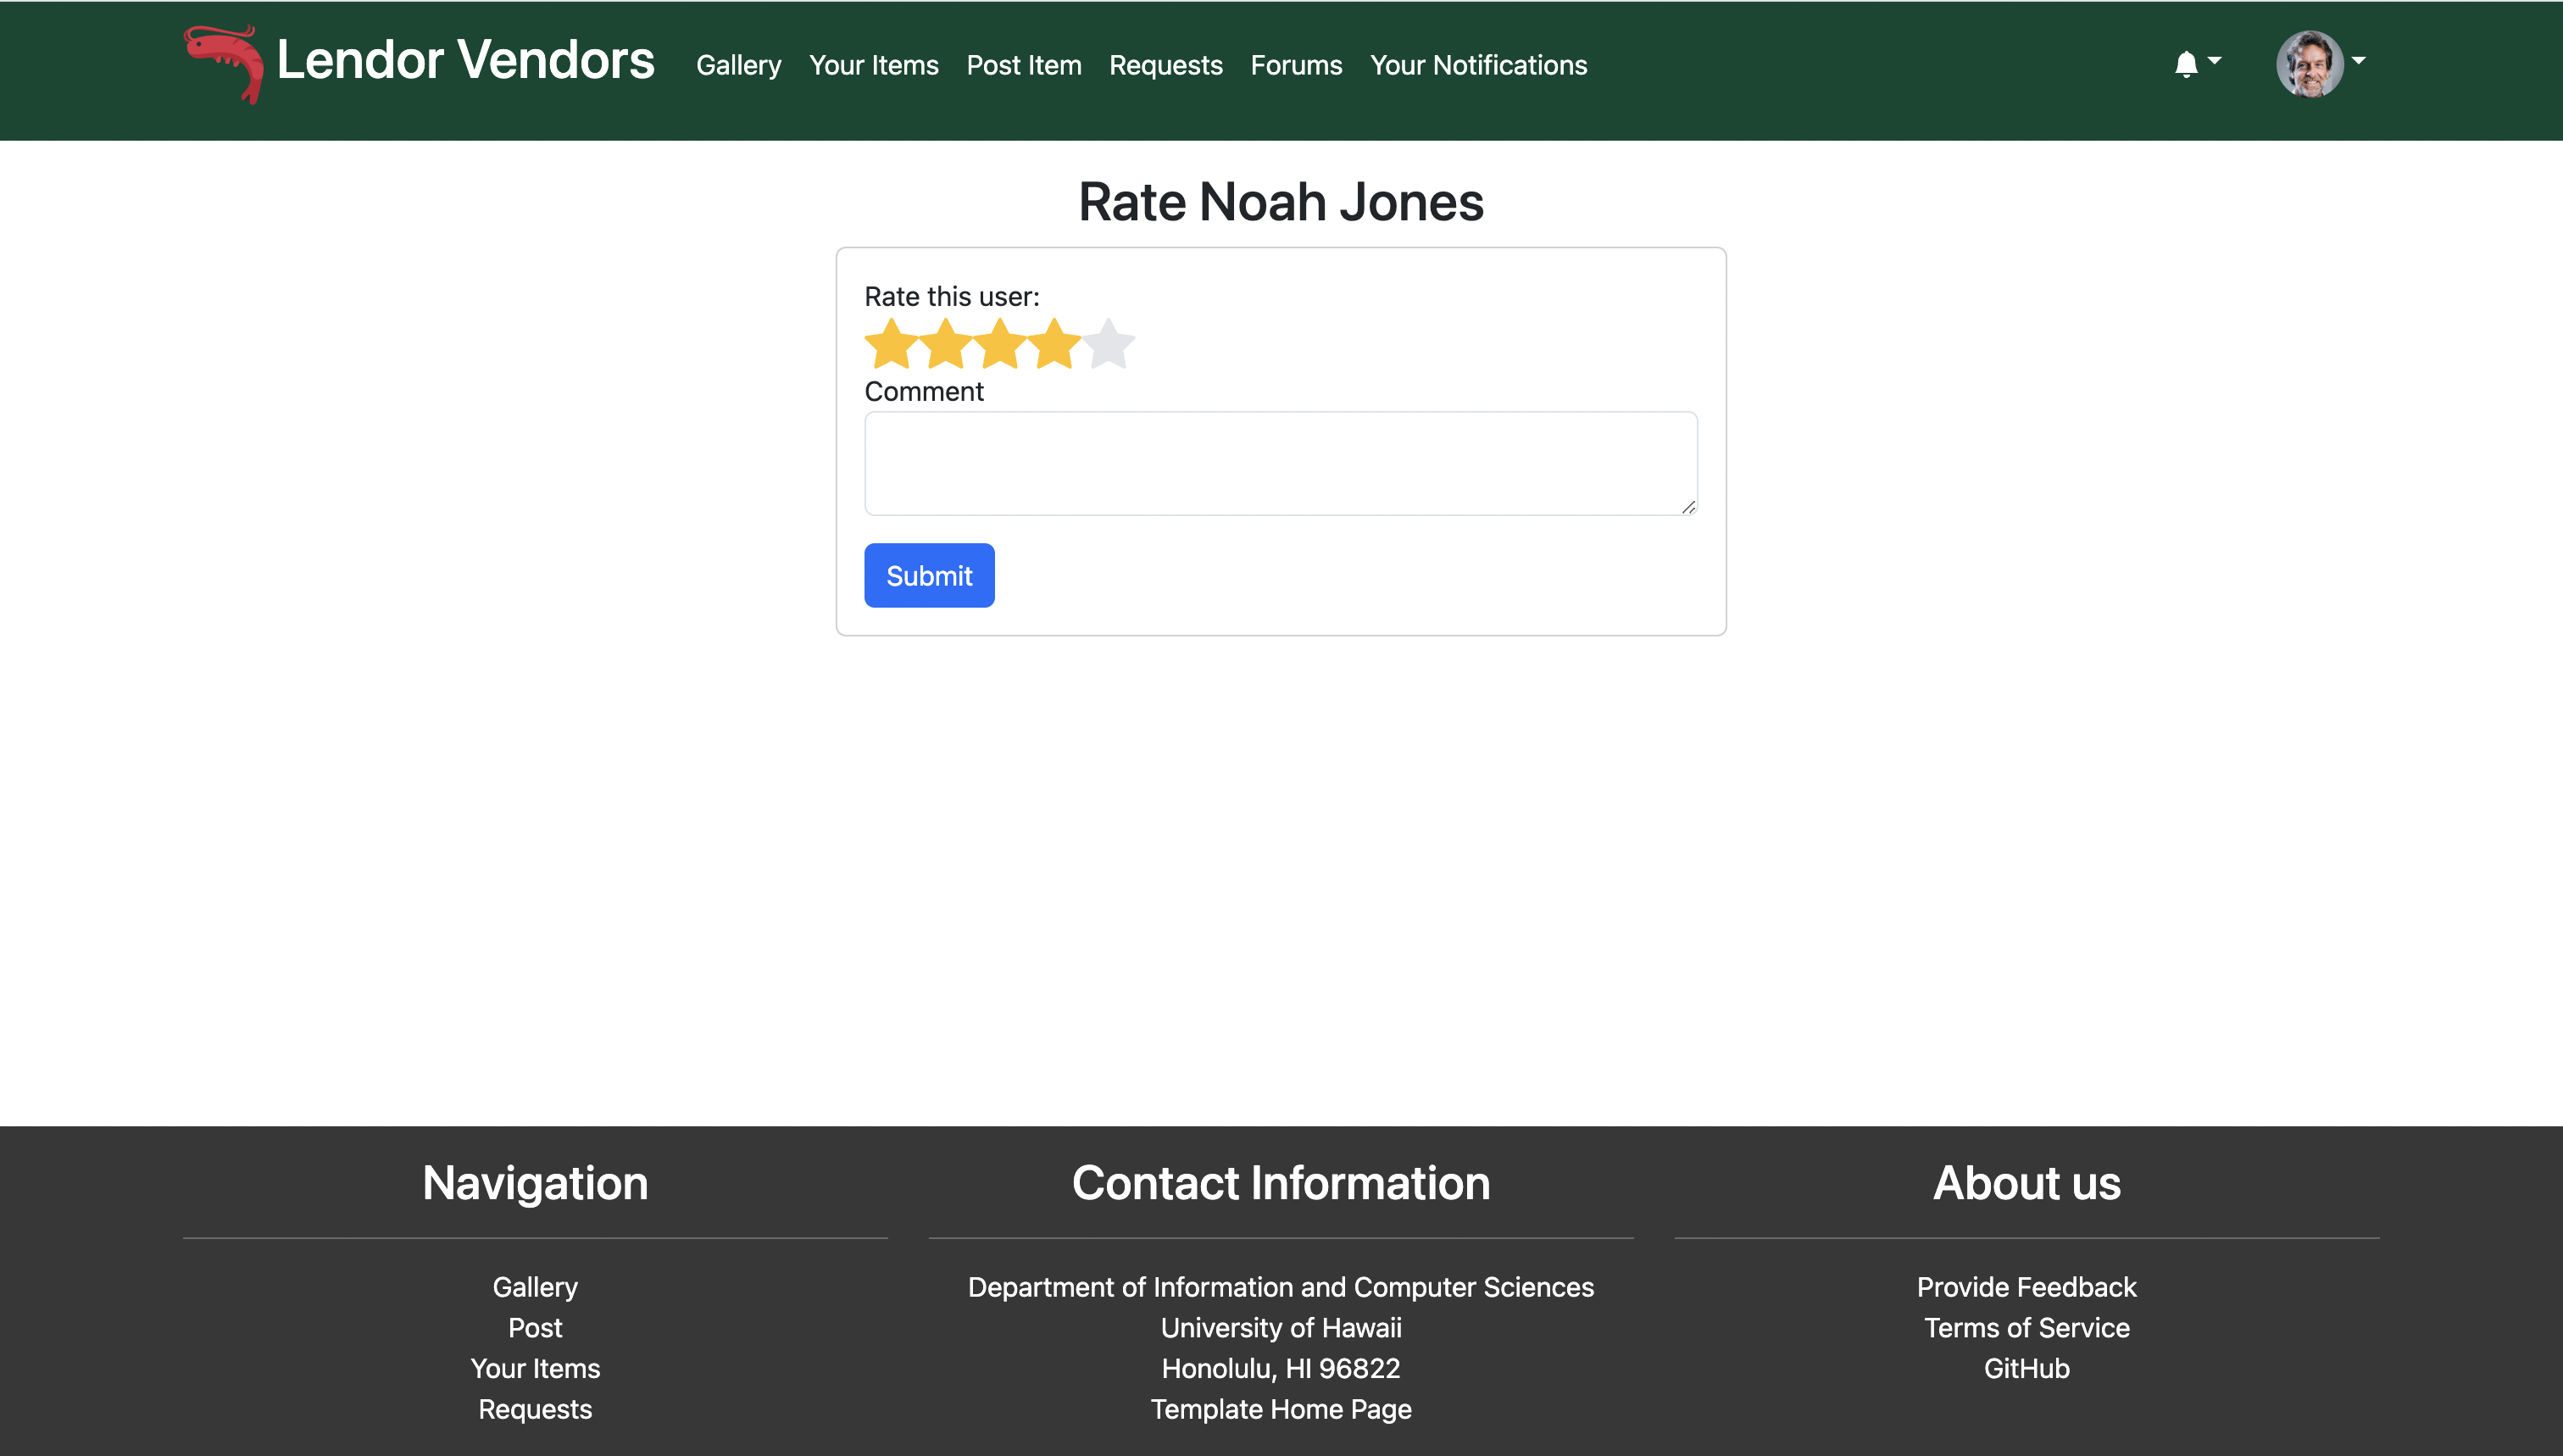 Lendor Vendors
Gallery Your Items Post Item Requests Forums Your Notifications
Rate Noah Jones
Rate this user:
Comment
Submit
Navigation
Gallery
Post
Your Items
Requests
Contact Information
Department of Information and Computer Sciences
University of Hawaii
Honolulu, HI 96822
Template Home Page
About us
Provide Feedback
Terms of Service
GitHub